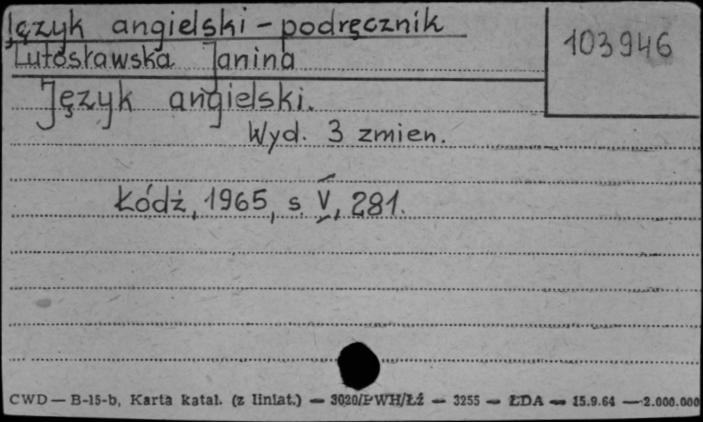 Język angielski - podręcznik
103946
Lutosławska Janina
Język angielski.
Wyd. 3 zmien.
Łódź, 1965, s. V, 281.
CWD — B-15-b, Karta katal. (z liniat.) — 3020/PWH/Łź — 3255 — ŁDA — 15.9.64 — 2.000.000